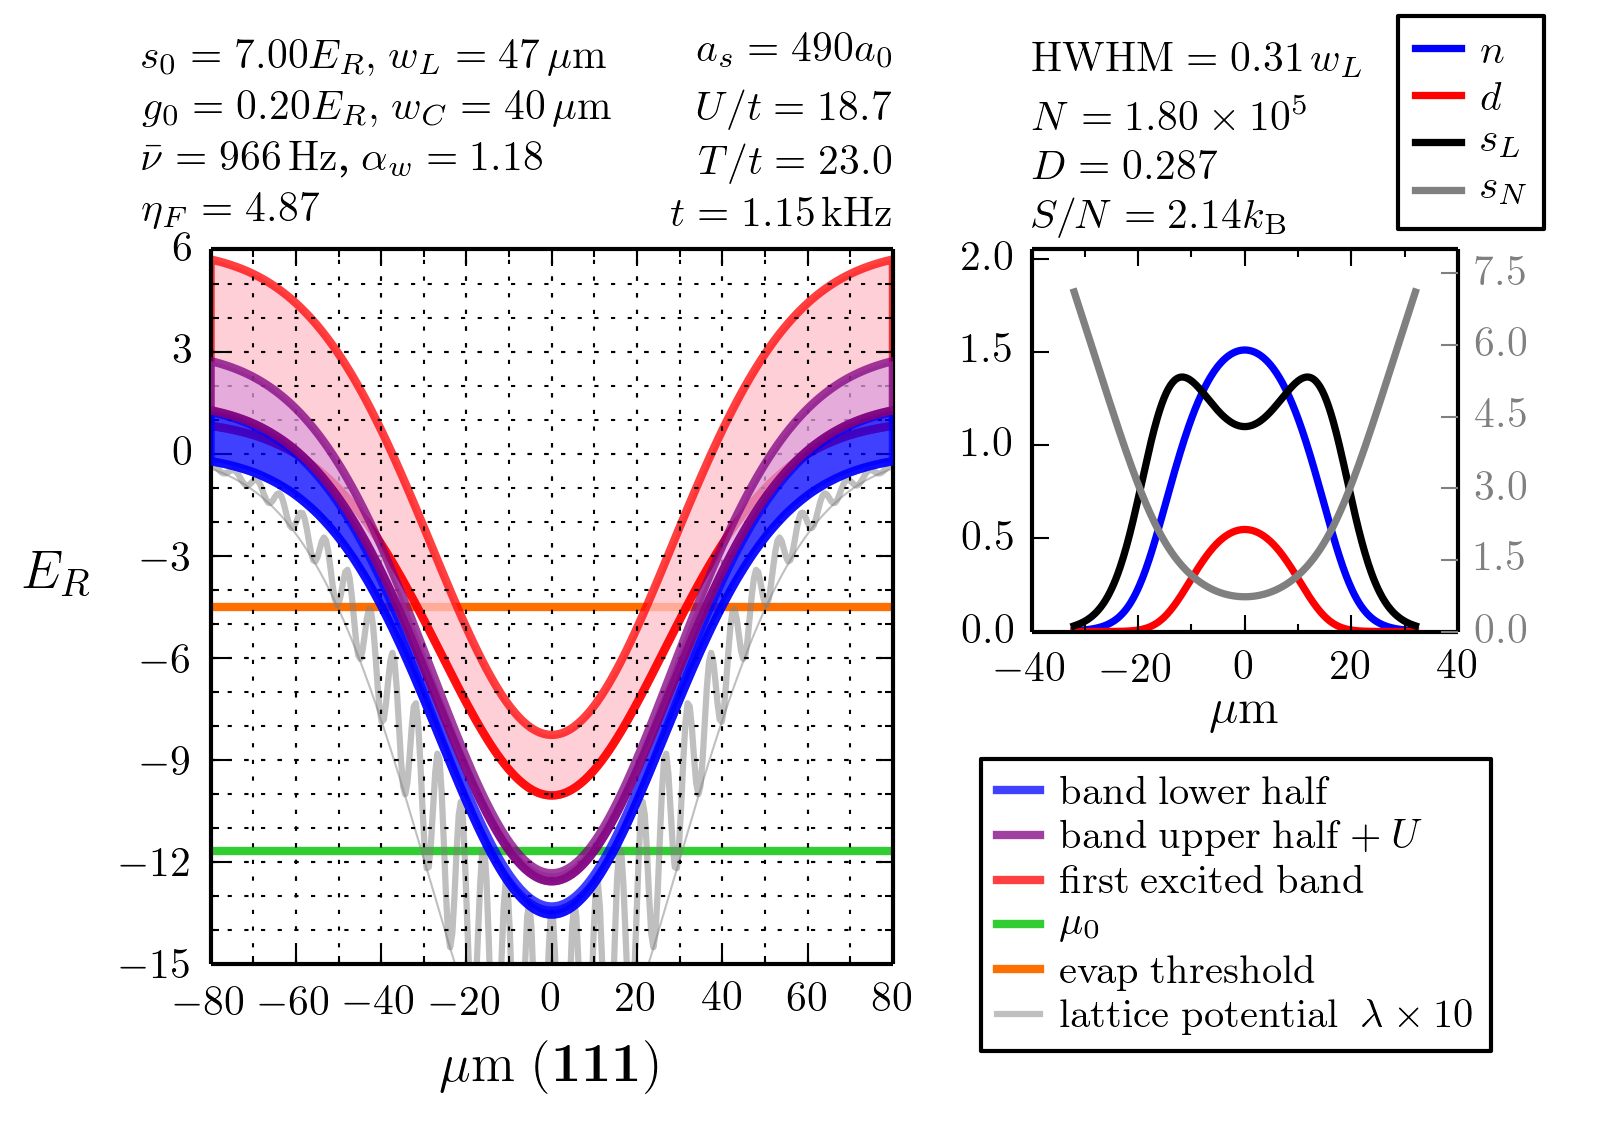 s₀ = 7.00E_R, w_L = 47 μm
g₀ = 0.20E_R, w_C = 40 μm
ν̄ = 966 Hz, α_w = 1.18
η_F = 4.87
a_s = 490a₀
U/t = 18.7
T/t = 23.0
t = 1.15 kHz
HWHM = 0.31 w_L
N = 1.80 × 10⁵
D = 0.287
S/N = 2.14k_B
n
d
s_L
s_N
6
3
0
−3
−6
−9
−12
−15
E_R
−80 −60 −40 −20 0 20 40 60 80
μm (111)
2.0
1.5
1.0
0.5
0.0
7.5
6.0
4.5
3.0
1.5
0.0
−40 −20 0 20 40
μm
band lower half
band upper half + U
first excited band
μ₀
evap threshold
lattice potential λ × 10